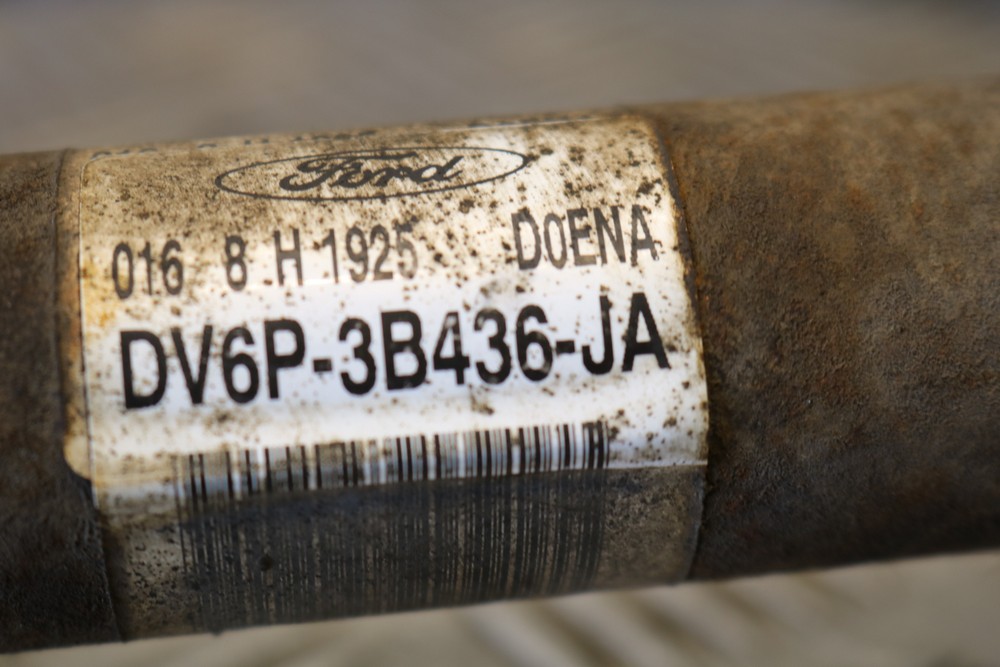 Ford
016 8 H 1925 D0ENA
DV6P-3B436-JA